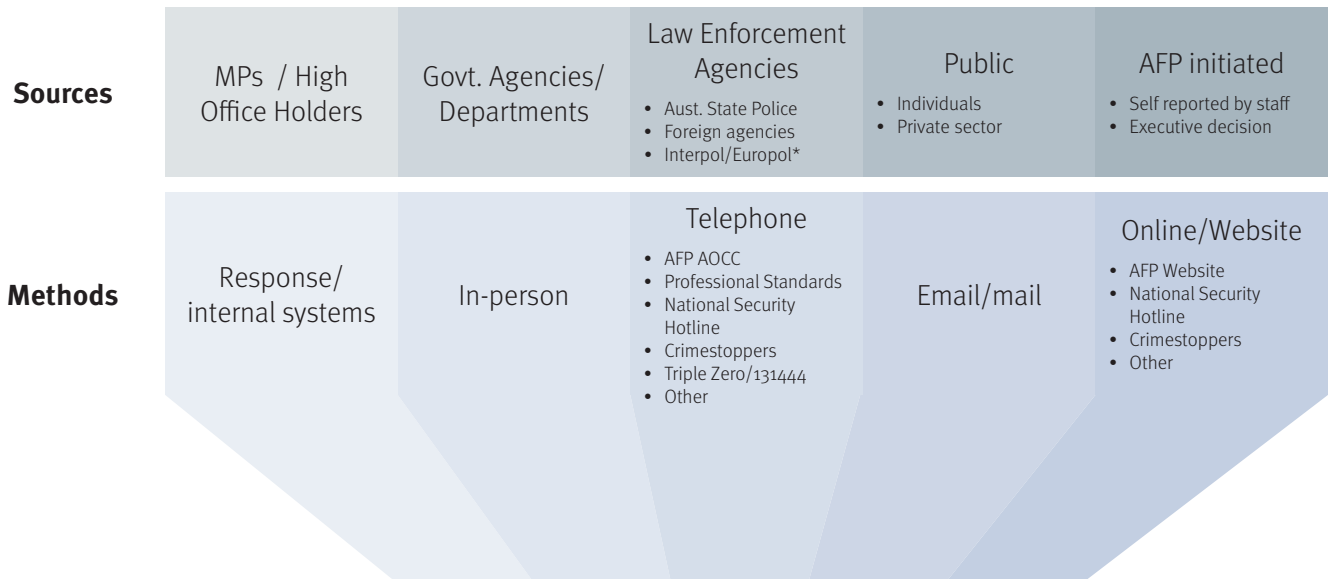 Sources
MPs / High
Office Holders
Govt. Agencies/
Departments
Law Enforcement
Agencies
• Aust. State Police
• Foreign agencies
• Interpol/Europol*
Public
• Individuals
• Private sector
AFP initiated
• Self reported by staff
• Executive decision
Methods
Response/
internal systems
In-person
Telephone
• AFP AOCC
• Professional Standards
• National Security
Hotline
• Crimestoppers
• Triple Zero/131444
• Other
Email/mail
Online/Website
• AFP Website
• National Security
Hotline
• Crimestoppers
• Other